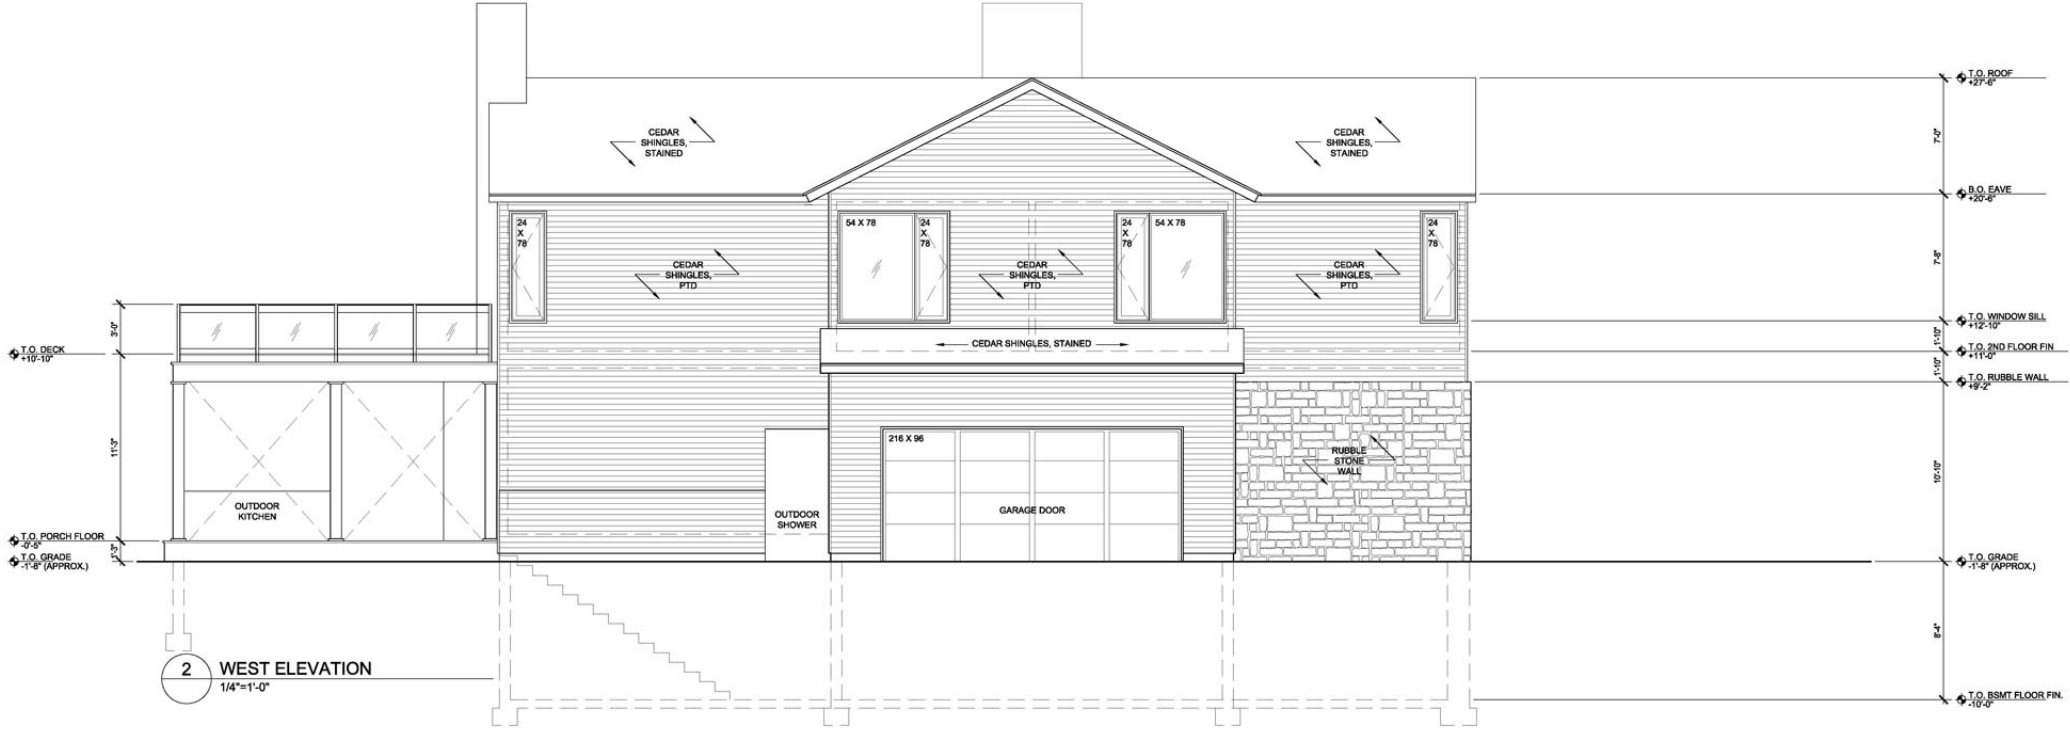 T.O. ROOF
+27'-6"
7'-0"
CEDAR
SHINGLES,
STAINED
CEDAR
SHINGLES,
STAINED
B.O. EAVE
+20'-6"
24
X
78
54 X 78
24
X
78
24
X
78
54 X 78
24
X
78
7'-8"
CEDAR
SHINGLES,
PTD
CEDAR
SHINGLES,
PTD
CEDAR
SHINGLES,
PTD
3'-0"
T.O. WINDOW SILL
+12'-10"
1'-10"
T.O. DECK
+10'-10"
CEDAR SHINGLES, STAINED
T.O. 2ND FLOOR FIN
+11'-0"
1'-10"
T.O. RUBBLE WALL
+9'-2"
11'-3"
216 X 96
RUBBLE
STONE
WALL
10'-10"
OUTDOOR
KITCHEN
OUTDOOR
SHOWER
GARAGE DOOR
T.O. PORCH FLOOR
-0'-5"
1'-3"
T.O. GRADE
-1'-8" (APPROX.)
T.O. GRADE
-1'-8" (APPROX.)
8'-4"
2
WEST ELEVATION
1/4"=1'-0"
T.O. BSMT FLOOR FIN.
-10'-0"